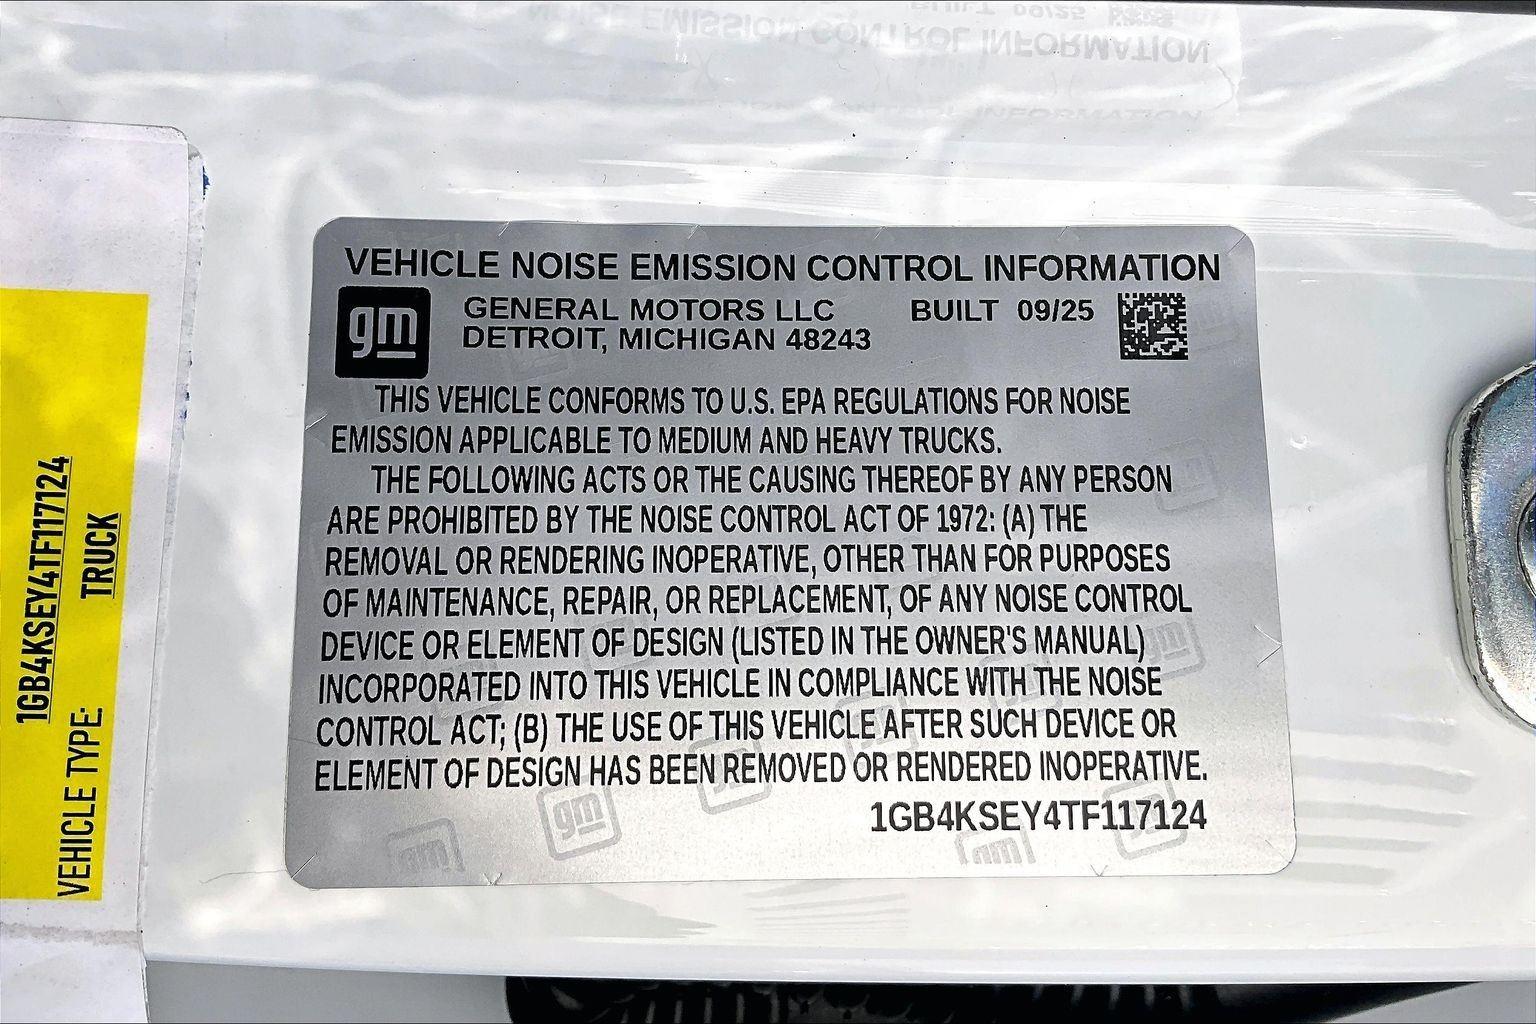 VEHICLE NOISE EMISSION CONTROL INFORMATION
gm
GENERAL MOTORS LLC BUILT 09/25
DETROIT, MICHIGAN 48243
THIS VEHICLE CONFORMS TO U.S. EPA REGULATIONS FOR NOISE
EMISSION APPLICABLE TO MEDIUM AND HEAVY TRUCKS.
THE FOLLOWING ACTS OR THE CAUSING THEREOF BY ANY PERSON
ARE PROHIBITED BY THE NOISE CONTROL ACT OF 1972: (A) THE
REMOVAL OR RENDERING INOPERATIVE, OTHER THAN FOR PURPOSES
OF MAINTENANCE, REPAIR, OR REPLACEMENT, OF ANY NOISE CONTROL
DEVICE OR ELEMENT OF DESIGN (LISTED IN THE OWNER'S MANUAL)
INCORPORATED INTO THIS VEHICLE IN COMPLIANCE WITH THE NOISE
CONTROL ACT; (B) THE USE OF THIS VEHICLE AFTER SUCH DEVICE OR
ELEMENT OF DESIGN HAS BEEN REMOVED OR RENDERED INOPERATIVE.
1GB4KSEY4TF117124
1GB4KSEY4TF117124
VEHICLE TYPE: TRUCK